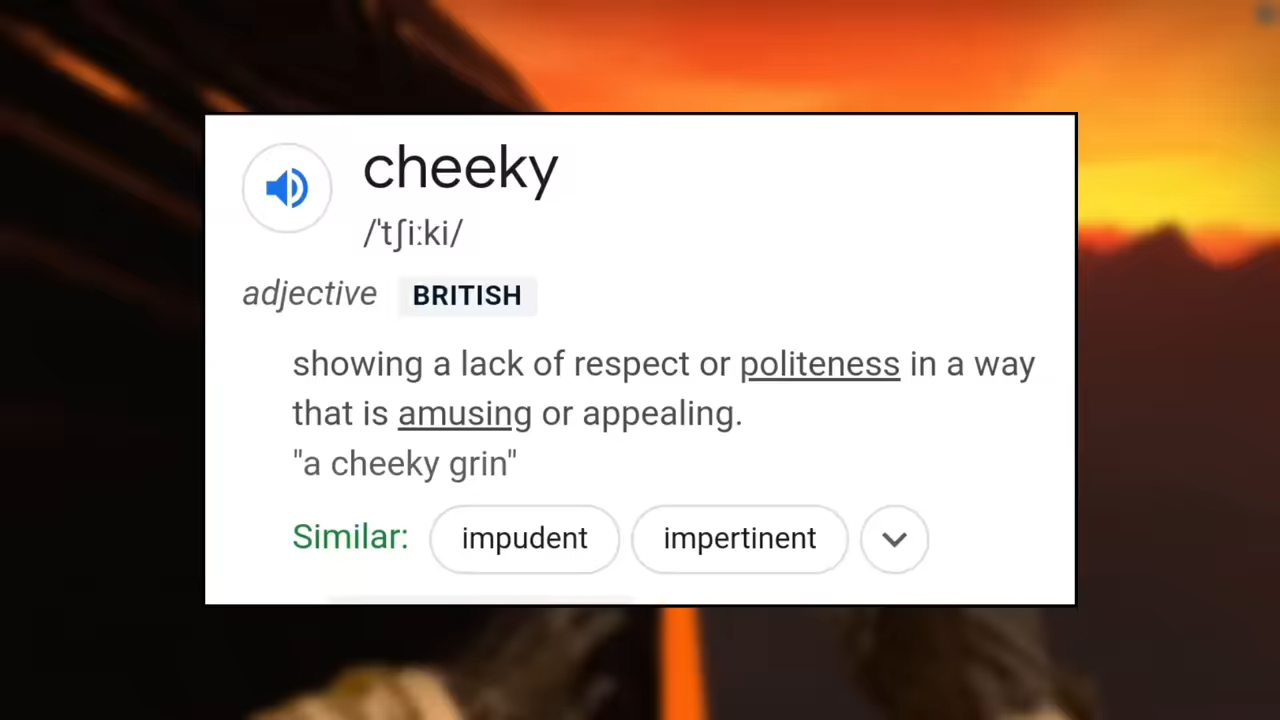 cheeky
/ˈtʃiːki/
adjective BRITISH
showing a lack of respect or politeness in a way
that is amusing or appealing.
"a cheeky grin"
Similar: impudent impertinent